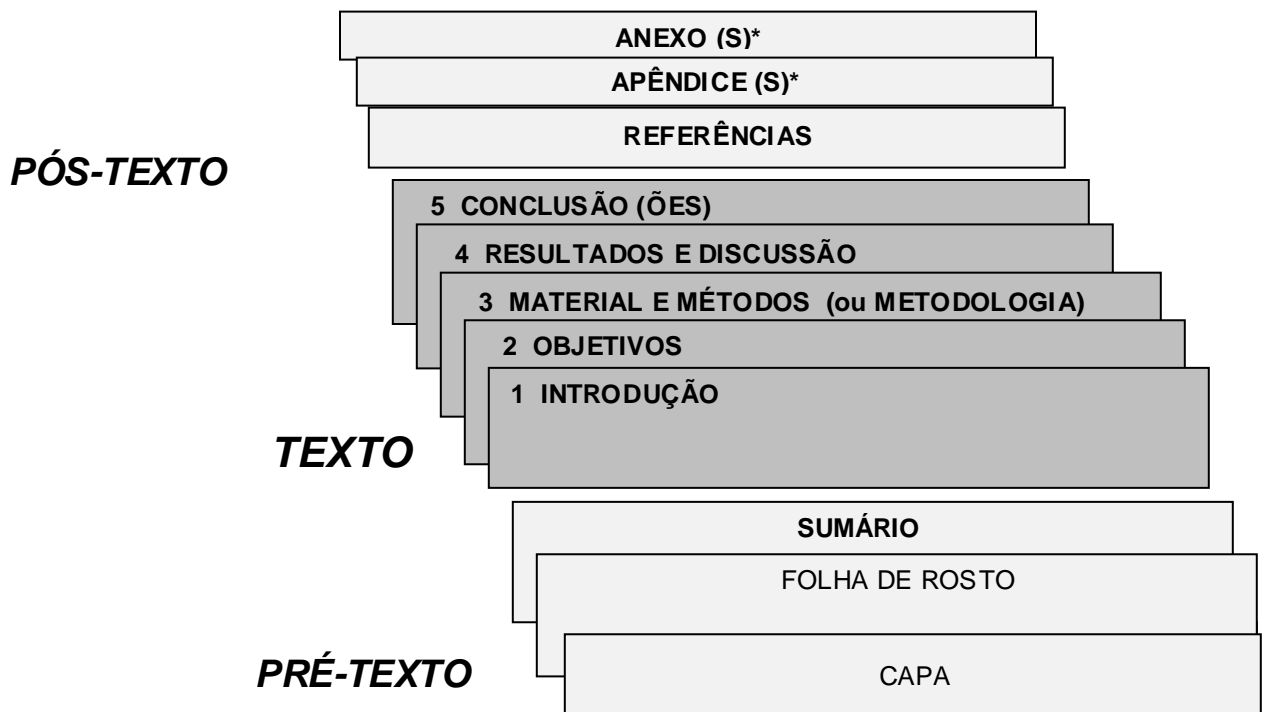 ANEXO (S)*
APÊNDICE (S)*
REFERÊNCIAS
PÓS-TEXTO
5 CONCLUSÃO (ÕES)
4 RESULTADOS E DISCUSSÃO
3 MATERIAL E MÉTODOS (ou METODOLOGIA)
2 OBJETIVOS
1 INTRODUÇÃO
TEXTO
SUMÁRIO
FOLHA DE ROSTO
PRÉ-TEXTO
CAPA